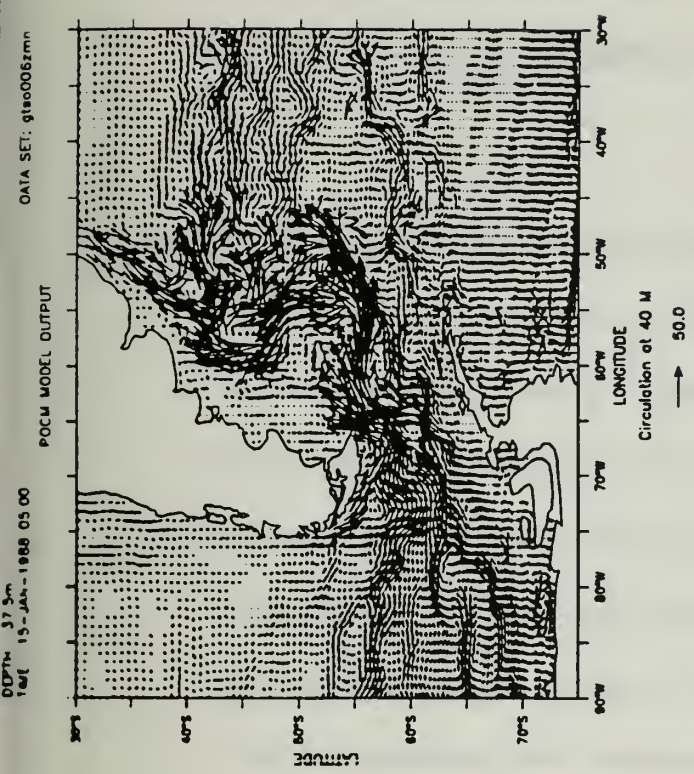 DEPTH 37.5m
TIME 15-JAN-1988 05 00
DATA SET: gtso006zmn
POCM MODEL OUTPUT
30°S
40°S
50°S
60°S
70°S
90°W
80°W
70°W
60°W
50°W
40°W
30°W
LONGITUDE
Circulation at 40 M
50.0